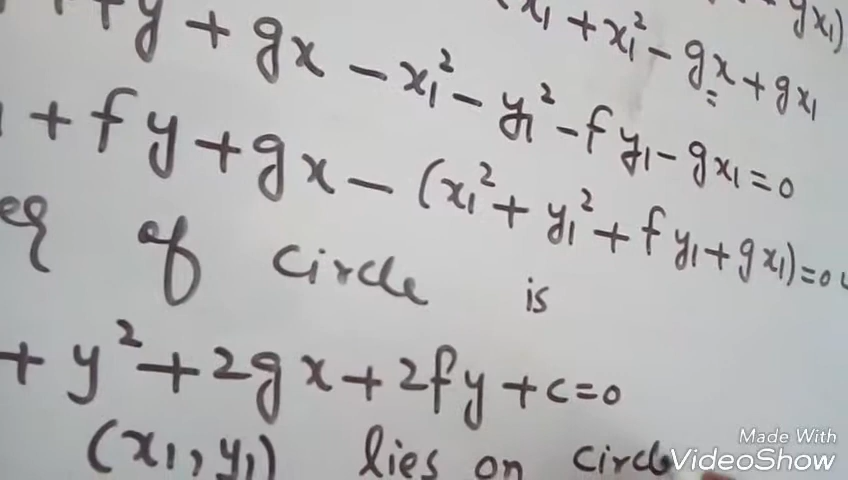 x₁ + x₁² - gx + gx₁
+ y + gx - x₁² - y₁² - fy₁ - gx₁ = 0
+ fy + gx - (x₁² + y₁² + fy₁ + gx₁) = 0
eq of circle is
+ y² + 2gx + 2fy + c = 0
(x₁, y₁) lies on circle
Made With
VideoShow